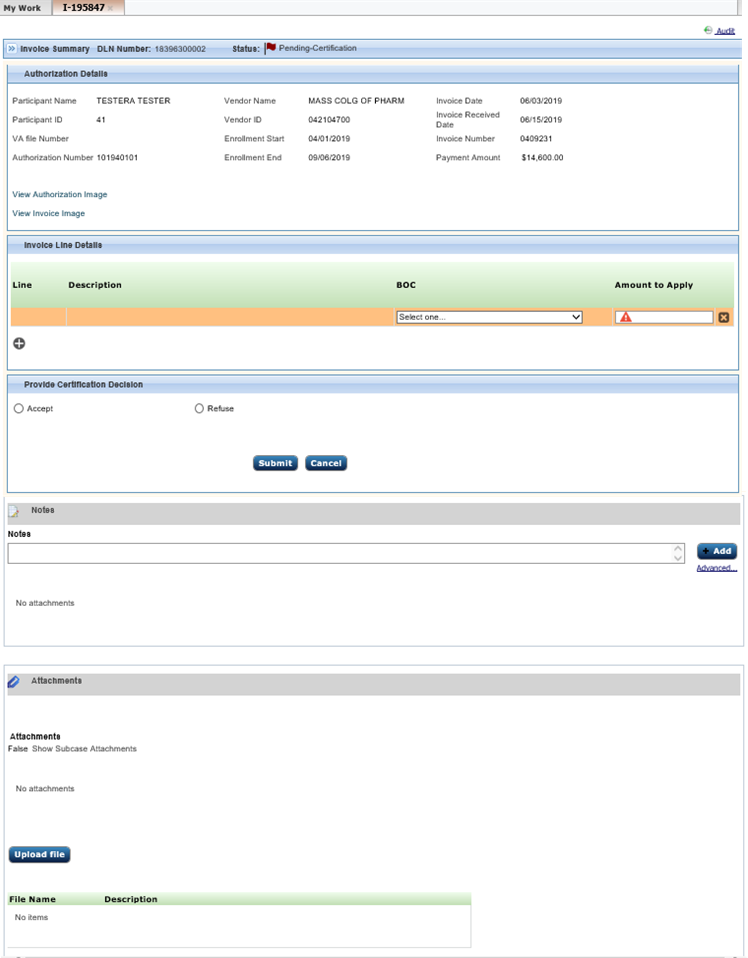 My Work I-195847
Audit
Invoice Summary DLN Number: 18396300002 Status: Pending-Certification
Authorization Details
Participant Name TESTERA TESTER Vendor Name MASS COLG OF PHARM Invoice Date 06/03/2019
Participant ID 41 Vendor ID 042104700 Invoice Received Date 06/15/2019
VA file Number Enrollment Start 04/01/2019 Invoice Number 0409231
Authorization Number 101940101 Enrollment End 09/06/2019 Payment Amount $14,600.00
View Authorization Image
View Invoice Image
Invoice Line Details
Line Description BOC Amount to Apply
Select one...
Provide Certification Decision
Accept Refuse
Submit Cancel
Notes
Notes
+ Add
Advanced...
No attachments
Attachments
Attachments
False Show Subcase Attachments
No attachments
Upload file
File Name Description
No items